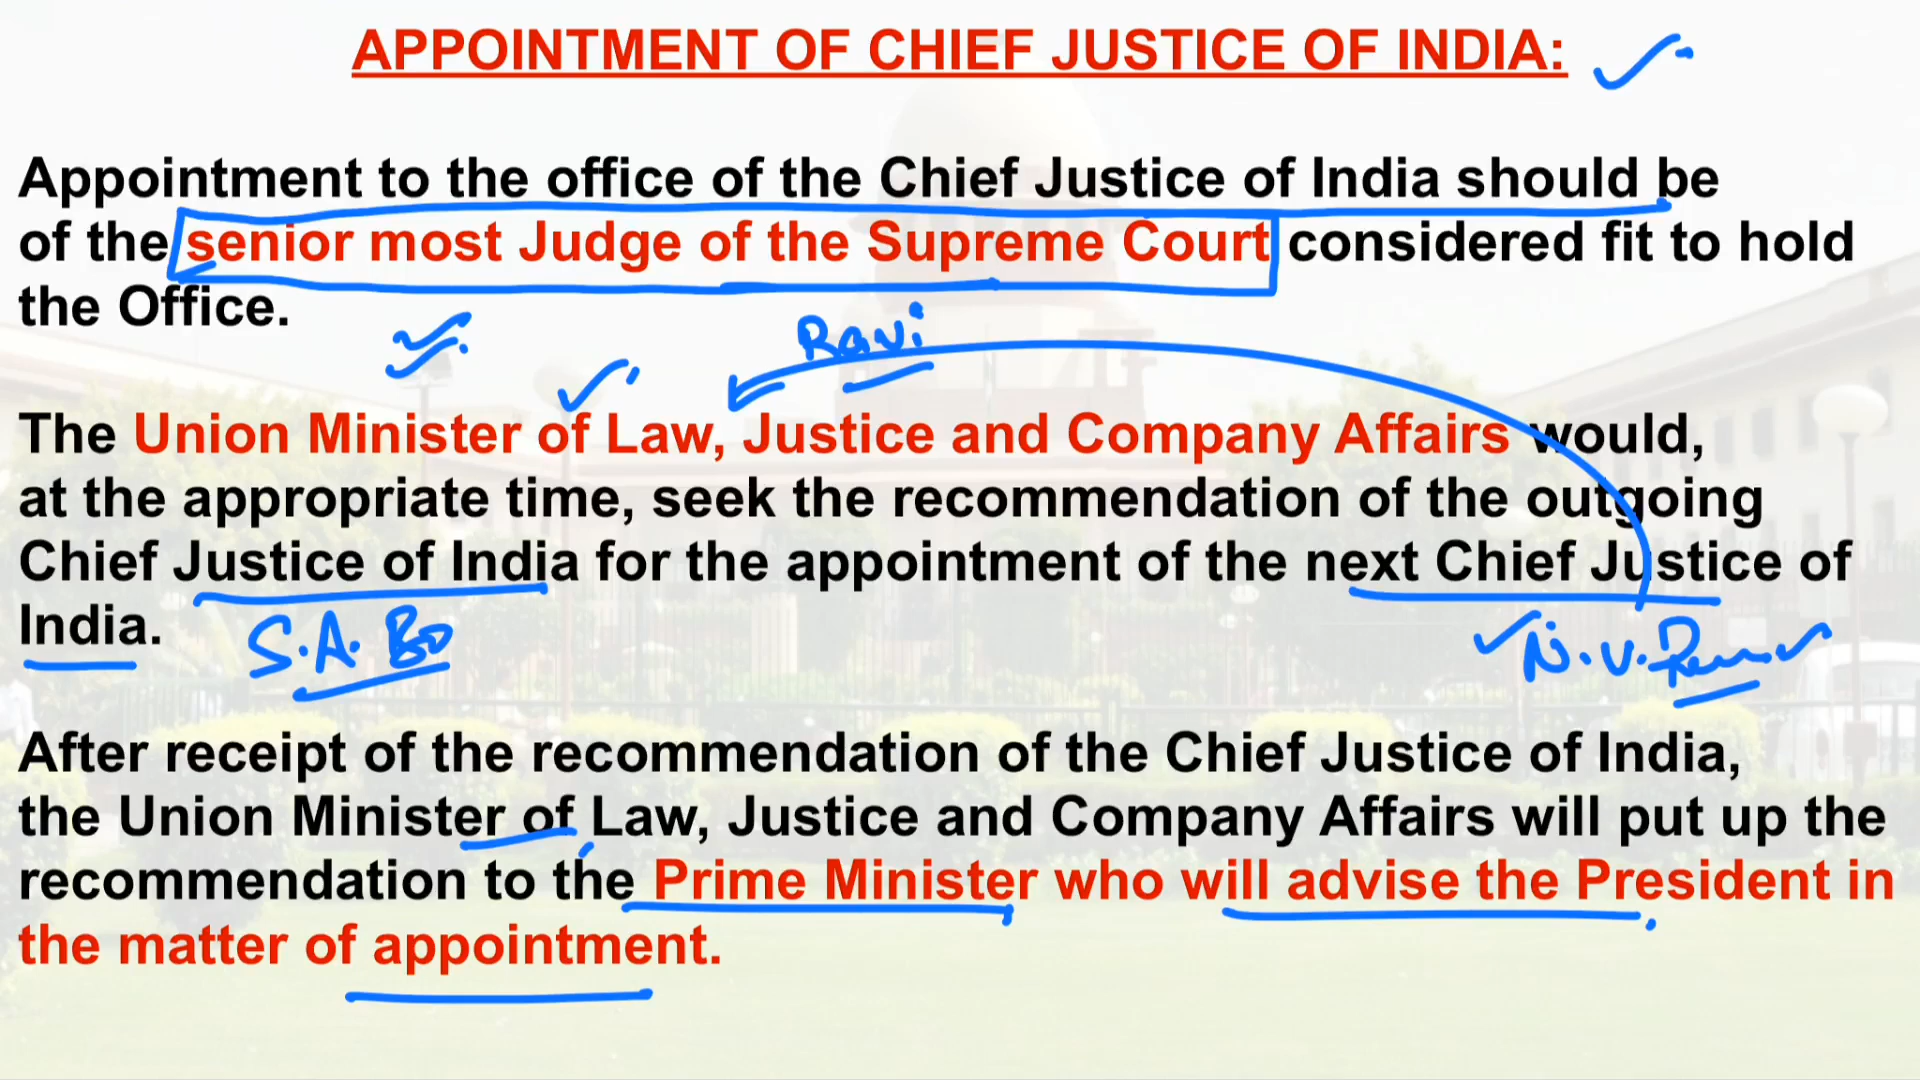 APPOINTMENT OF CHIEF JUSTICE OF INDIA:
Appointment to the office of the Chief Justice of India should be
of the senior most Judge of the Supreme Court considered fit to hold
the Office.
Ravi
The Union Minister of Law, Justice and Company Affairs would,
at the appropriate time, seek the recommendation of the outgoing
Chief Justice of India for the appointment of the next Chief Justice of
India.
S.A. Bo
N.V.
After receipt of the recommendation of the Chief Justice of India,
the Union Minister of Law, Justice and Company Affairs will put up the
recommendation to the Prime Minister who will advise the President in
the matter of appointment.